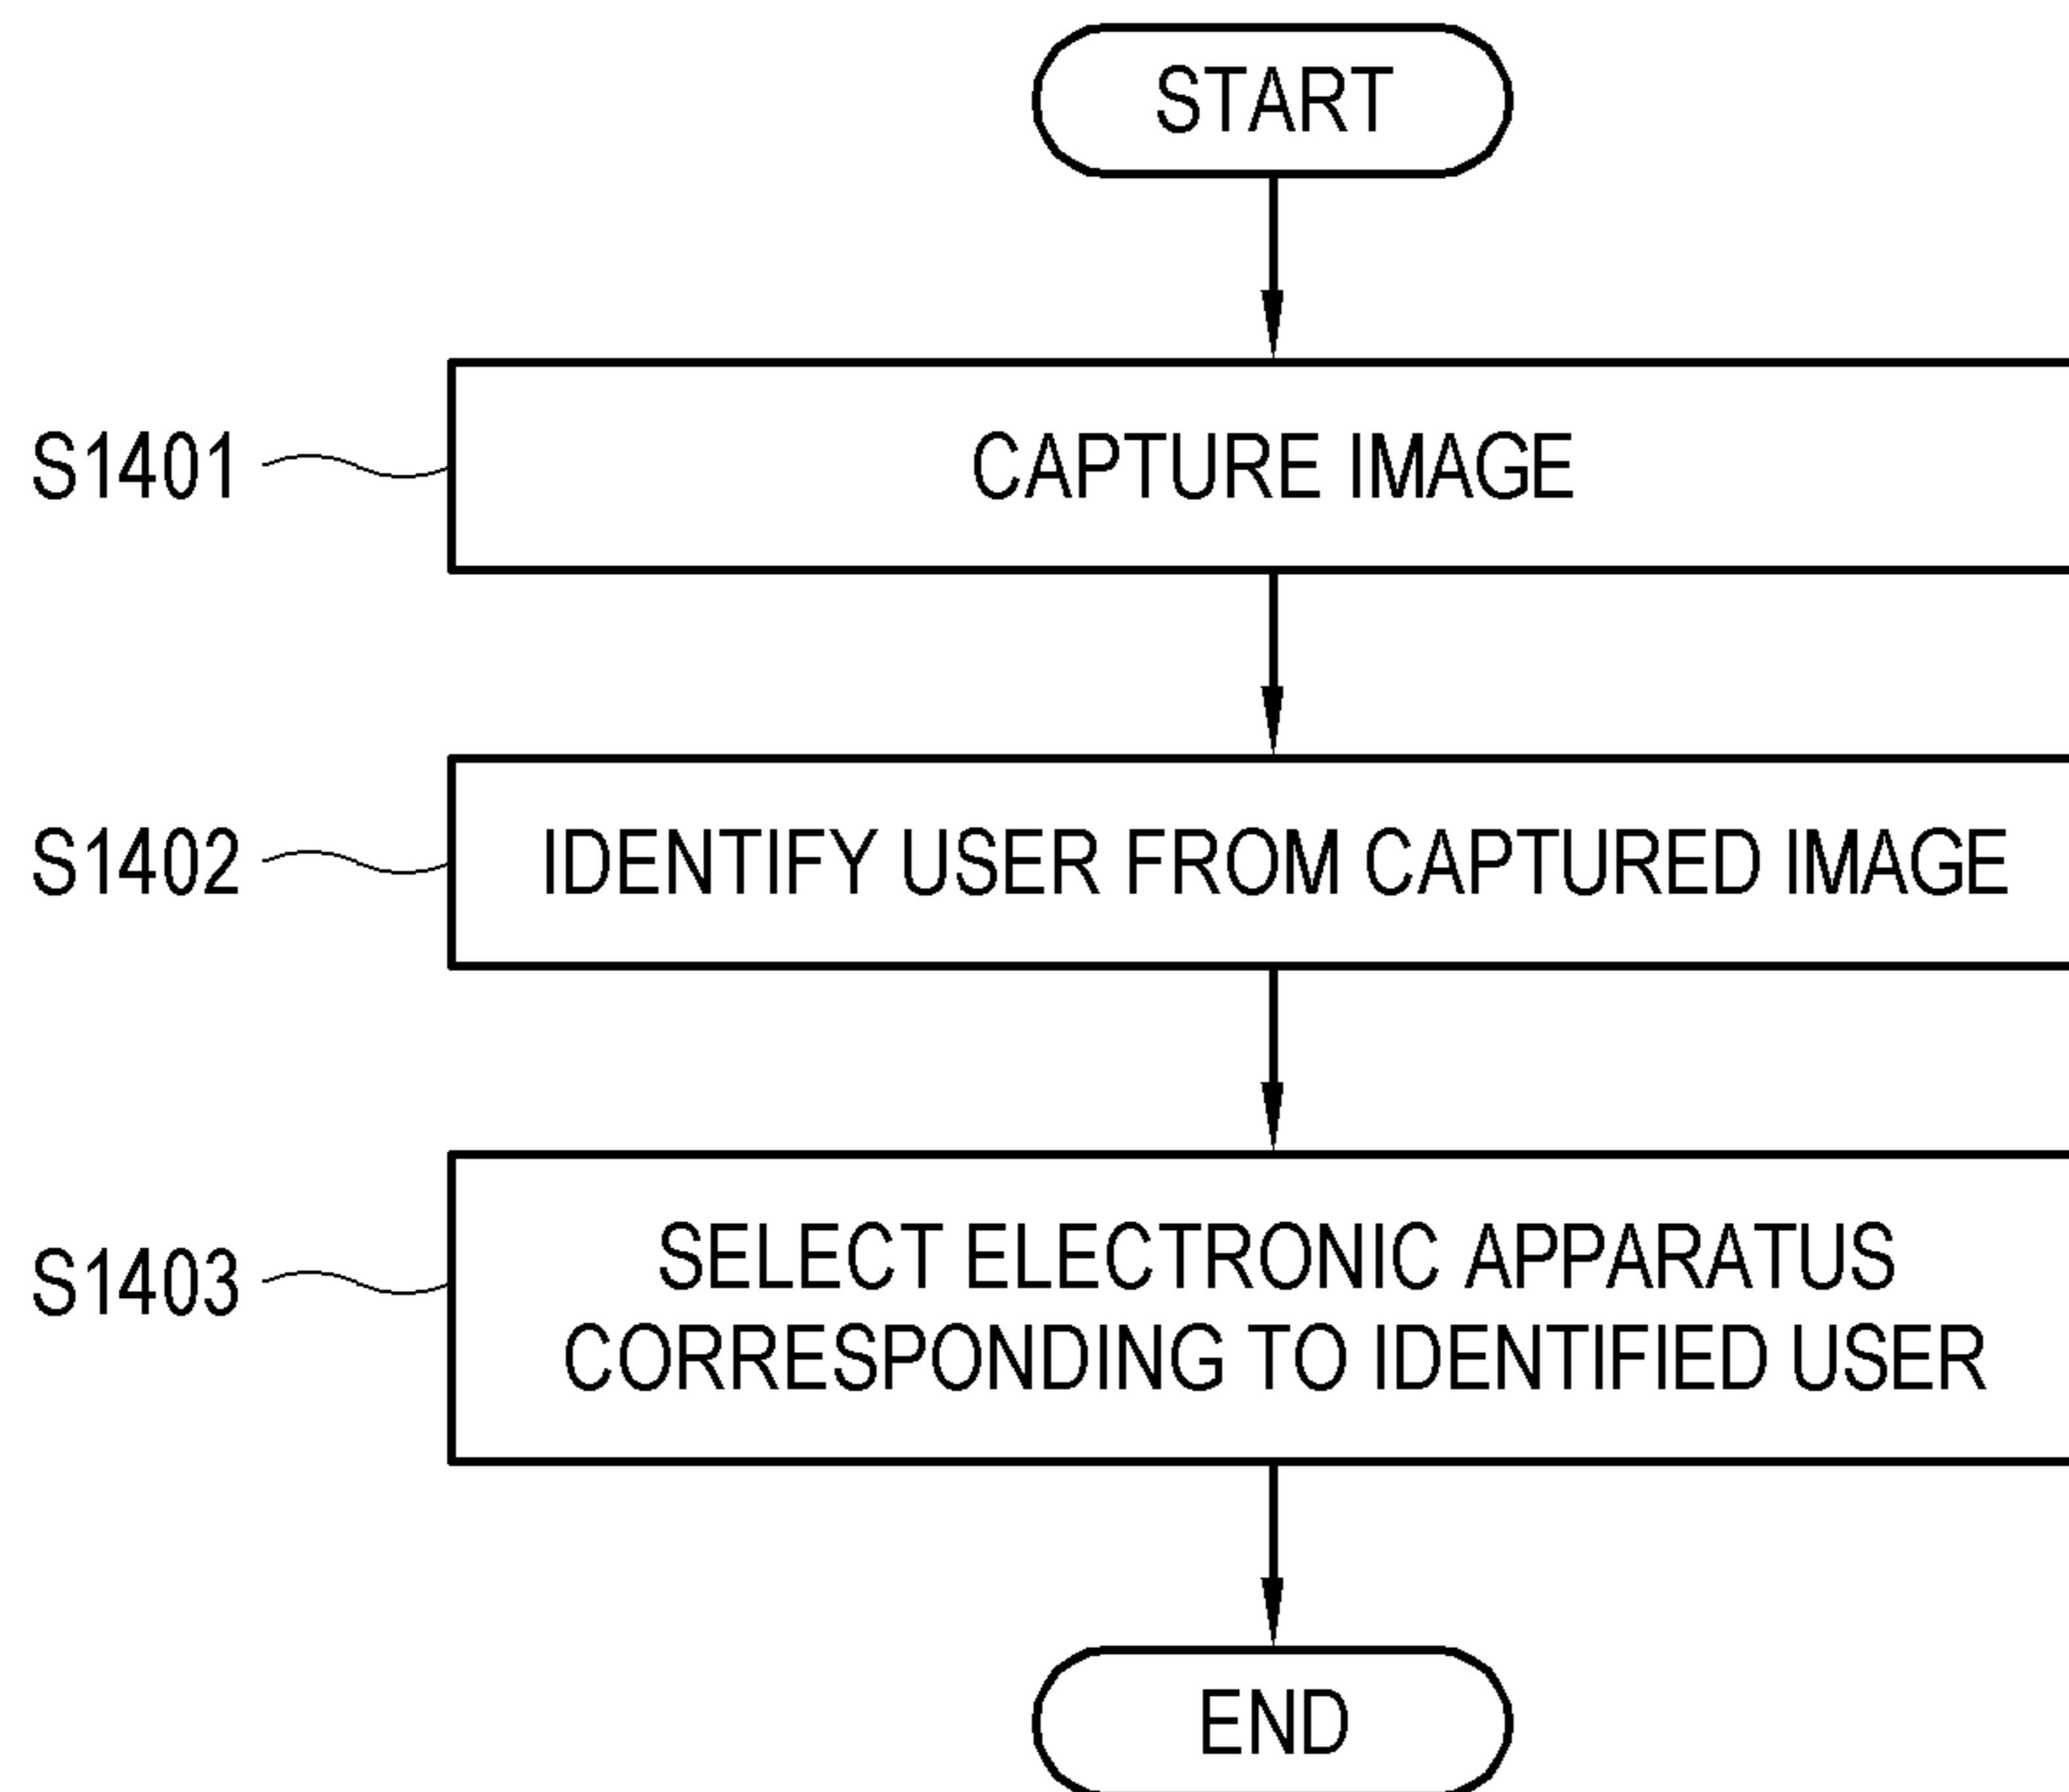 START
S1401
CAPTURE IMAGE
S1402
IDENTIFY USER FROM CAPTURED IMAGE
S1403
SELECT ELECTRONIC APPARATUS
CORRESPONDING TO IDENTIFIED USER
END